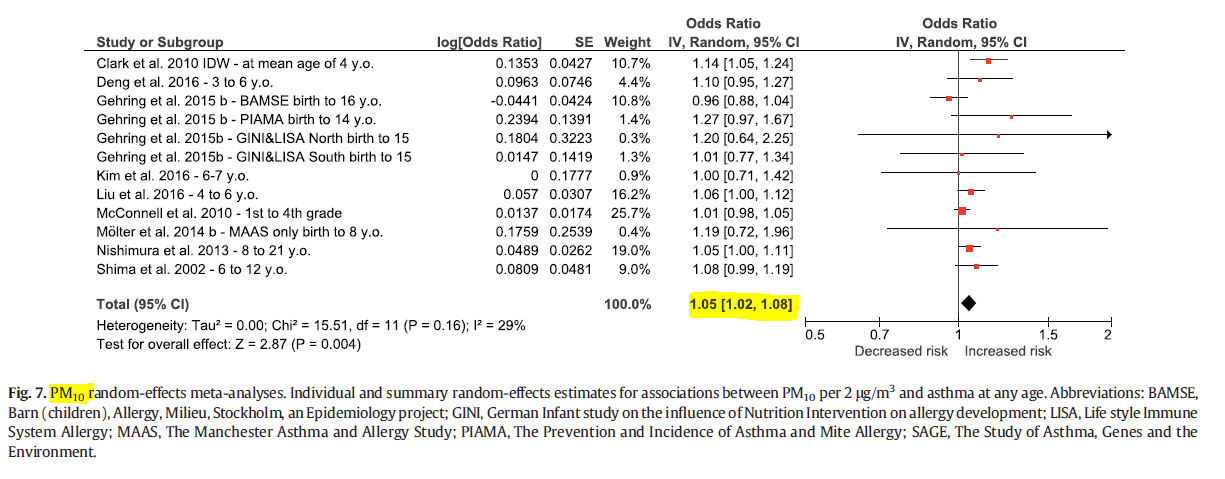 Odds Ratio Odds Ratio
Study or Subgroup log[Odds Ratio] SE Weight IV, Random, 95% CI IV, Random, 95% CI
Clark et al. 2010 IDW - at mean age of 4 y.o. 0.1353 0.0427 10.7% 1.14 [1.05, 1.24]
Deng et al. 2016 - 3 to 6 y.o. 0.0963 0.0746 4.4% 1.10 [0.95, 1.27]
Gehring et al. 2015 b - BAMSE birth to 16 y.o. -0.0441 0.0424 10.8% 0.96 [0.88, 1.04]
Gehring et al. 2015 b - PIAMA birth to 14 y.o. 0.2394 0.1391 1.4% 1.27 [0.97, 1.67]
Gehring et al. 2015b - GINI&LISA North birth to 15 0.1804 0.3223 0.3% 1.20 [0.64, 2.25]
Gehring et al. 2015b - GINI&LISA South birth to 15 0.0147 0.1419 1.3% 1.01 [0.77, 1.34]
Kim et al. 2016 - 6-7 y.o. 0 0.1777 0.9% 1.00 [0.71, 1.42]
Liu et al. 2016 - 4 to 6 y.o. 0.057 0.0307 16.2% 1.06 [1.00, 1.12]
McConnell et al. 2010 - 1st to 4th grade 0.0137 0.0174 25.7% 1.01 [0.98, 1.05]
Mölter et al. 2014 b - MAAS only birth to 8 y.o. 0.1759 0.2539 0.4% 1.19 [0.72, 1.96]
Nishimura et al. 2013 - 8 to 21 y.o. 0.0489 0.0262 19.0% 1.05 [1.00, 1.11]
Shima et al. 2002 - 6 to 12 y.o. 0.0809 0.0481 9.0% 1.08 [0.99, 1.19]
Total (95% CI) 100.0% 1.05 [1.02, 1.08]
Heterogeneity: Tau² = 0.00; Chi² = 15.51, df = 11 (P = 0.16); I² = 29%
Test for overall effect: Z = 2.87 (P = 0.004)
0.5 0.7 1 1.5 2
Decreased risk Increased risk
Fig. 7. PM₁₀ random-effects meta-analyses. Individual and summary random-effects estimates for associations between PM₁₀ per 2 μg/m³ and asthma at any age. Abbreviations: BAMSE,
Barn (children), Allergy, Milieu, Stockholm, an Epidemiology project; GINI, German Infant study on the influence of Nutrition Intervention on allergy development; LISA, Life style Immune
System Allergy; MAAS, The Manchester Asthma and Allergy Study; PIAMA, The Prevention and Incidence of Asthma and Mite Allergy; SAGE, The Study of Asthma, Genes and the
Environment.